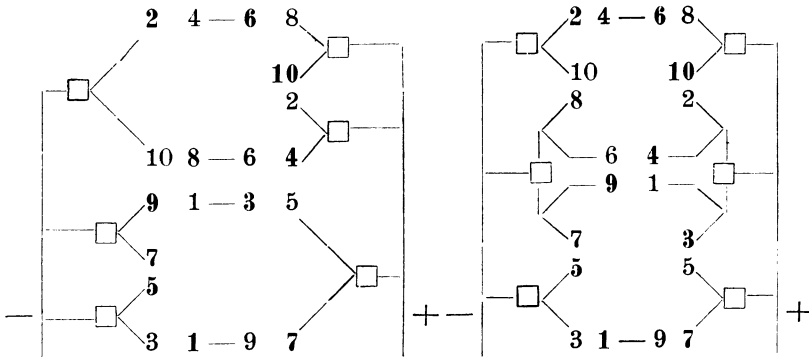 2 4 — 6 8 2 4 — 6 8
10 10 10
2 8 2
10 8 — 6 4 6 4
9 1 — 3 5 9 1
7 7 3
5 5 5
− 3 1 — 9 7 + − 3 1 — 9 7 +